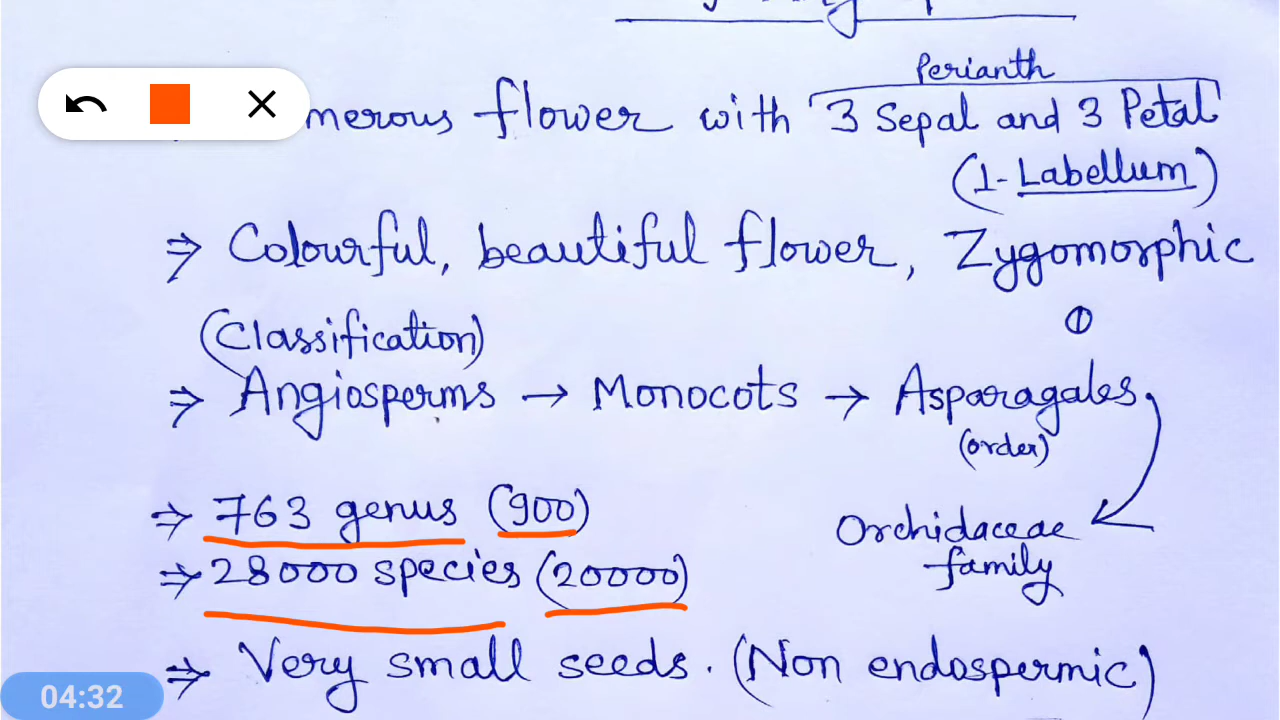 Perianth
merous flower with 3 Sepal and 3 Petal
(1-Labellum)
⇒ Colourful, beautiful flower, Zygomorphic
(Classification)
⇒ Angiosperms → Monocots → Asparagales
(order)
⇒ 763 genus (900)
Orchidaceae
family
⇒ 28000 species (20000)
⇒ Very small seeds. (Non endospermic)
04:32